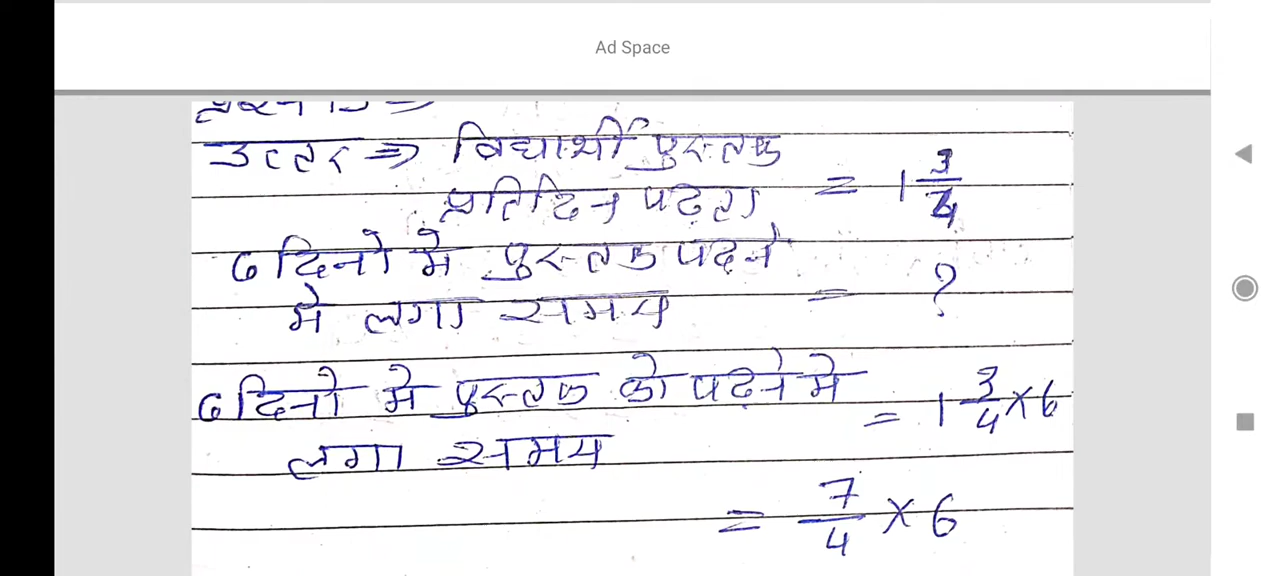 Ad Space
उत्तर ⇒ विद्यार्थी पुस्तक
प्रतिदिन पढ़ता = 1 3/4
6 दिनो मे पुस्तक पढ़ने
मे लगा समय = ?
6 दिनो मे पुस्तक को पढ़िने मे
लगा समय = 1 3/4 × 6
= 7/4 × 6